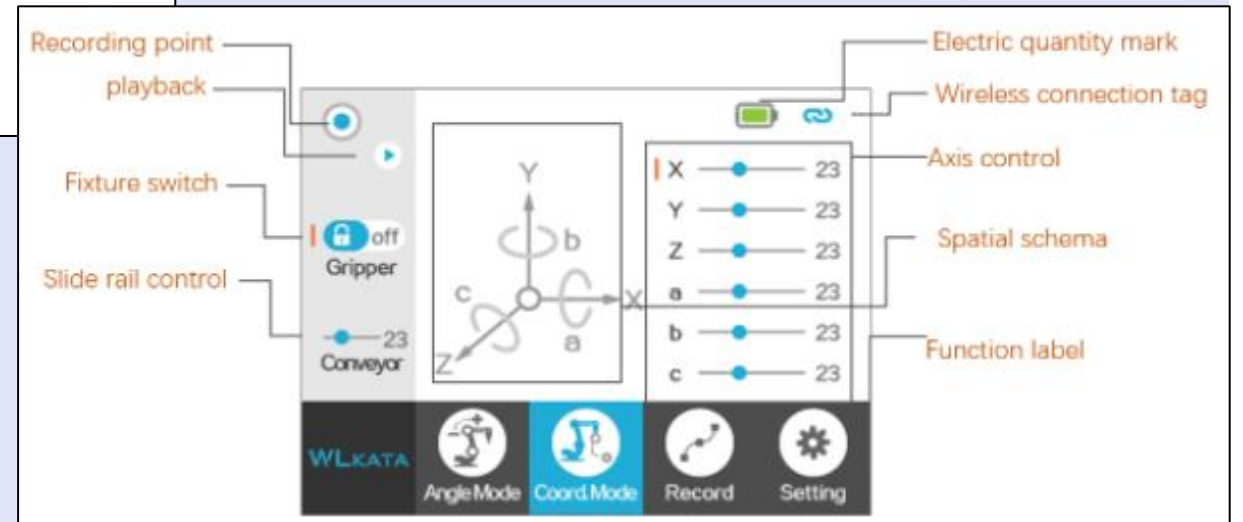 Recording point
playback
Fixture switch
Slide rail control
Electric quantity mark
Wireless connection tag
Axis control
Spatial schema
Function label
off
Gripper
23
Conveyor
Y
b
X
a
c
Z
X 23
Y 23
Z 23
a 23
b 23
c 23
WLKATA
Angle Mode
Coord. Mode
Record
Setting